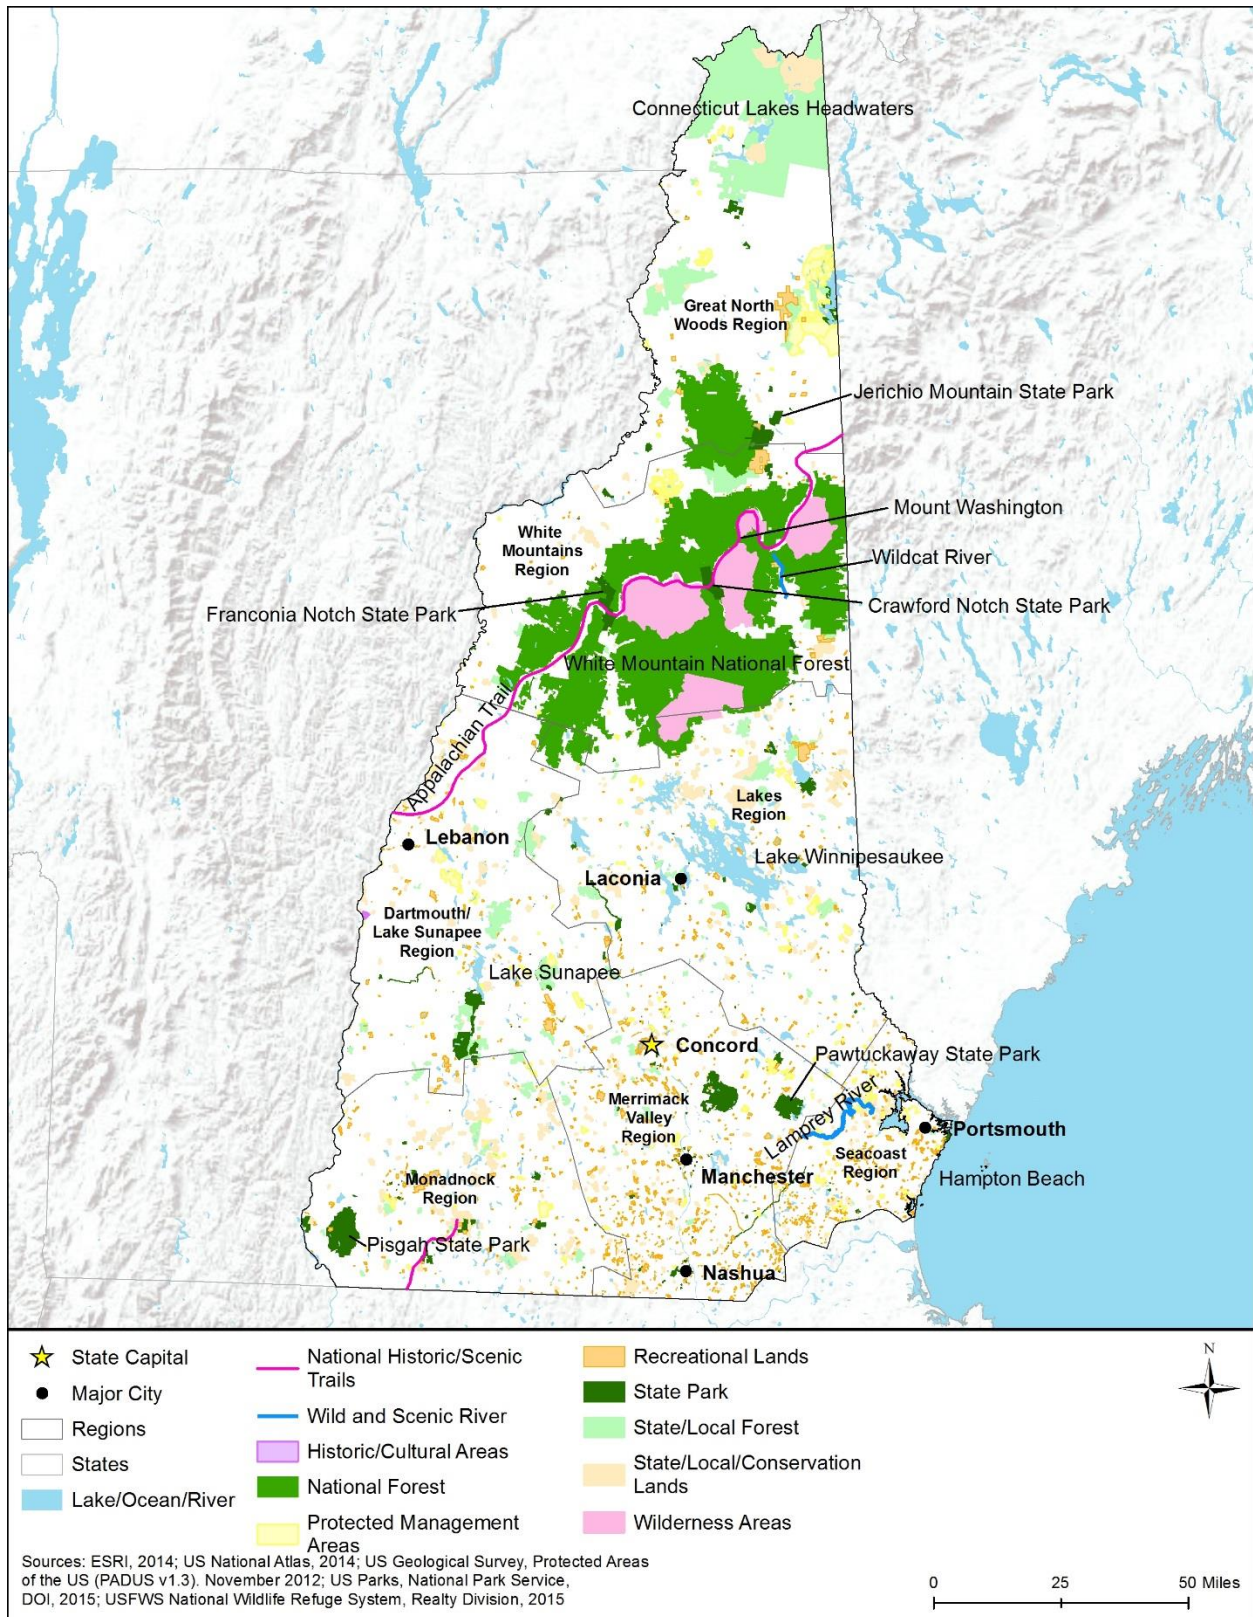 Connecticut Lakes Headwaters
Great North
Woods Region
Jerichio Mountain State Park
Mount Washington
White
Mountains
Region
Wildcat River
Franconia Notch State Park
Crawford Notch State Park
White Mountain National Forest
Appalachian Trail
Lakes
Region
Lebanon
Lake Winnipesaukee
Laconia
Dartmouth/
Lake Sunapee
Region
Lake Sunapee
Concord
Pawtuckaway State Park
Merrimack
Valley
Region
Lamprey River
Portsmouth
Seacoast
Region
Manchester
Hampton Beach
Monadnock
Region
Pisgah State Park
Nashua
State Capital
Major City
Regions
States
Lake/Ocean/River
National Historic/Scenic
Trails
Wild and Scenic River
Historic/Cultural Areas
National Forest
Protected Management
Areas
Recreational Lands
State Park
State/Local Forest
State/Local/Conservation
Lands
Wilderness Areas
N
Sources: ESRI, 2014; US National Atlas, 2014; US Geological Survey, Protected Areas
of the US (PADUS v1.3). November 2012; US Parks, National Park Service,
DOI, 2015; USFWS National Wildlife Refuge System, Realty Division, 2015
0 25 50 Miles